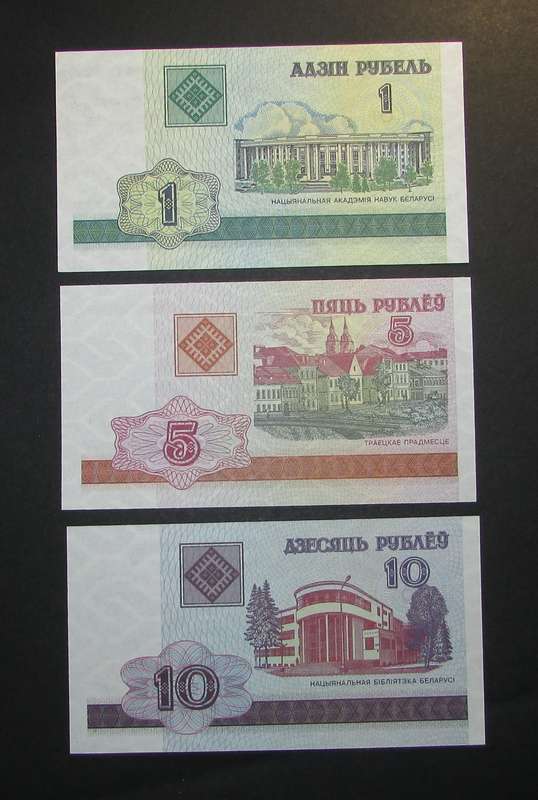 АДЗІН РУБЕЛЬ
1
НАЦЫЯНАЛЬНАЯ АКАДЭМІЯ НАВУК БЕЛАРУСІ
1
ПЯЦЬ РУБЛЁЎ
5
ТРАЕЦКАЕ ПРАДМЕСЦЕ
5
ДЗЕСЯЦЬ РУБЛЁЎ
10
НАЦЫЯНАЛЬНАЯ БІБЛІЯТЭКА БЕЛАРУСІ
10